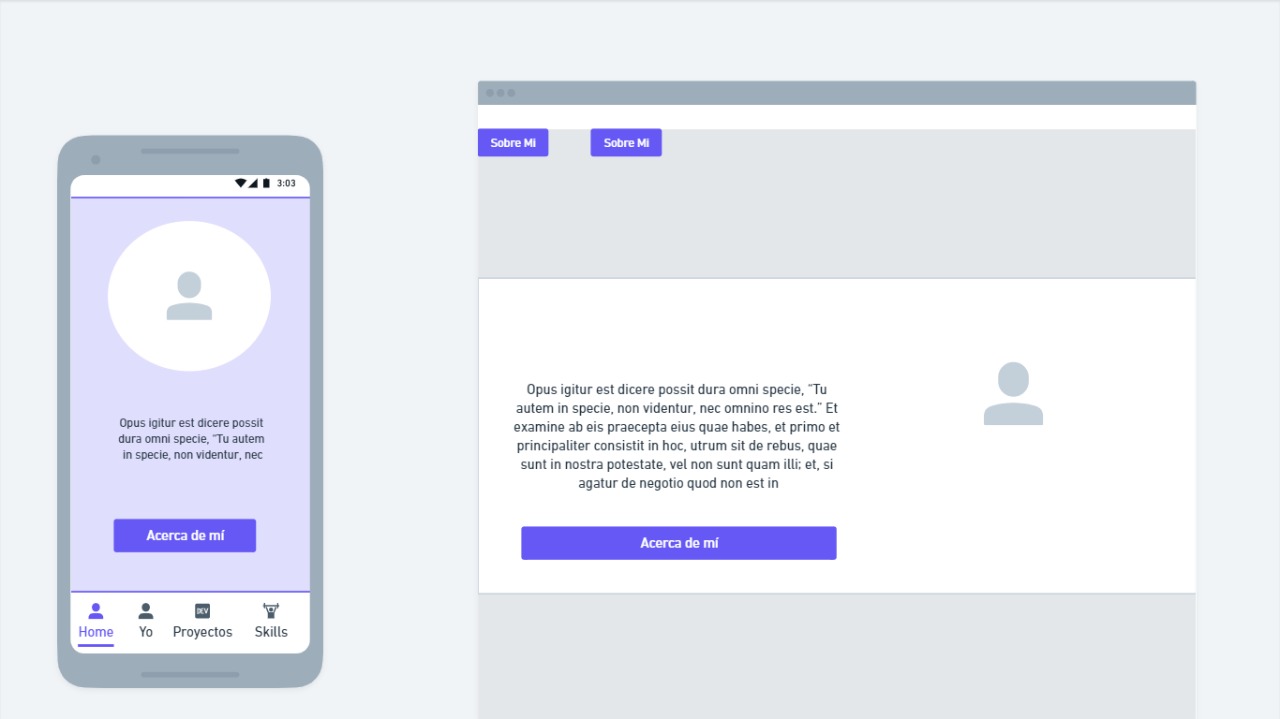 3:03
Opus igitur est dicere possit
dura omni specie, "Tu autem
in specie, non videntur, nec
Acerca de mí
DEV
Home
Yo
Proyectos
Skills
Sobre Mi
Sobre Mi
Opus igitur est dicere possit dura omni specie, "Tu
autem in specie, non videntur, nec omnino res est." Et
examine ab eis praecepta eius quae habes, et primo et
principaliter consistit in hoc, utrum sit de rebus, quae
sunt in nostra potestate, vel non sunt quam illi; et, si
agatur de negotio quod non est in
Acerca de mí